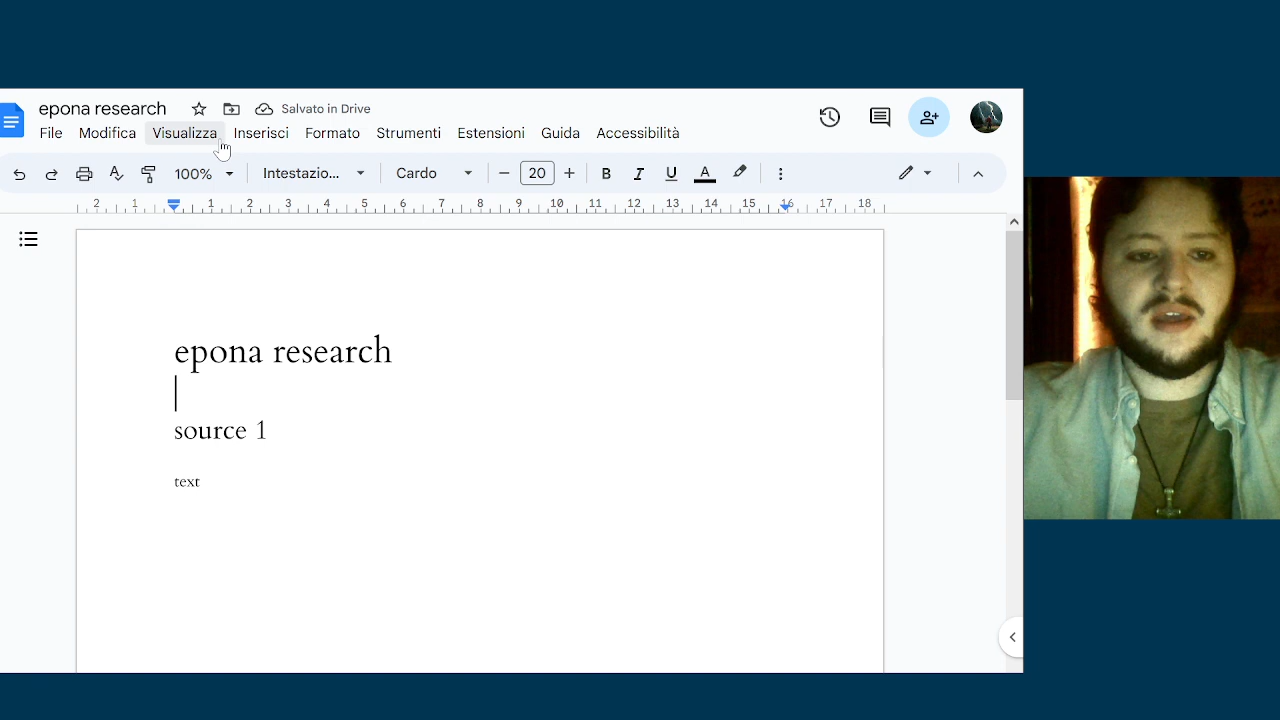 epona research Salvato in Drive
File Modifica Visualizza Inserisci Formato Strumenti Estensioni Guida Accessibilità
100% Intestazio... Cardo 20 B I U A
2 1 1 2 3 4 5 6 7 8 9 10 11 12 13 14 15 16 17 18
epona research
source 1
text